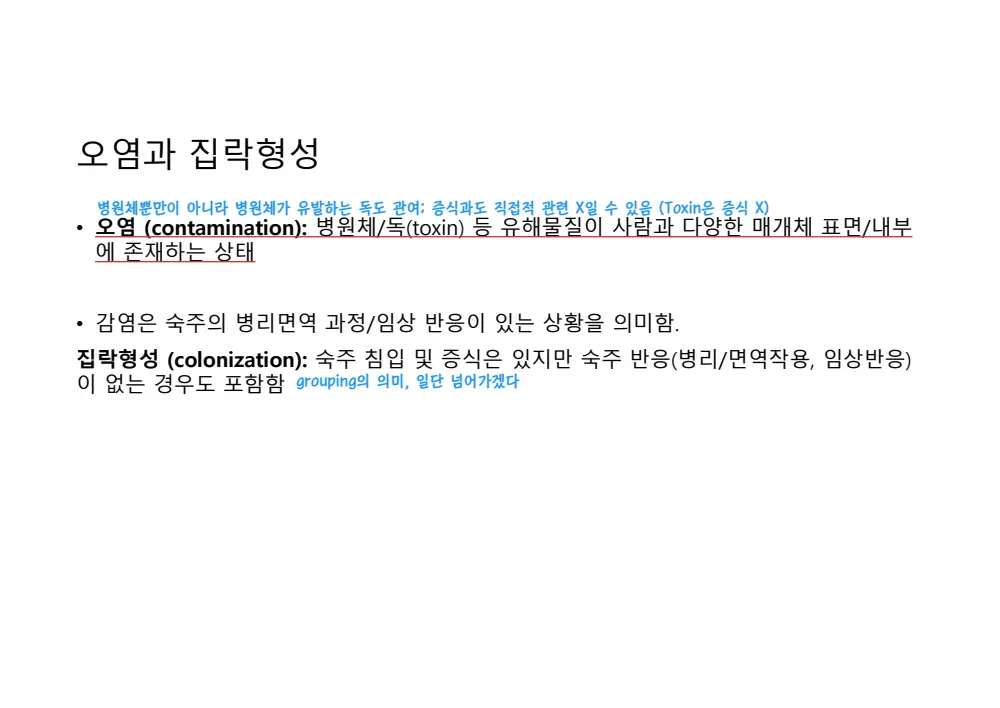 오염과 집락형성
병원체뿐만이 아니라 병원체가 유발하는 독도 관여; 증식과도 직접적 관련 X일 수 있음 (Toxin은 증식 X)
• 오염 (contamination): 병원체/독(toxin) 등 유해물질이 사람과 다양한 매개체 표면/내부
에 존재하는 상태
• 감염은 숙주의 병리면역 과정/임상 반응이 있는 상황을 의미함.
집락형성 (colonization): 숙주 침입 및 증식은 있지만 숙주 반응(병리/면역작용, 임상반응)
이 없는 경우도 포함함 grouping의 의미, 일단 넘어가겠다